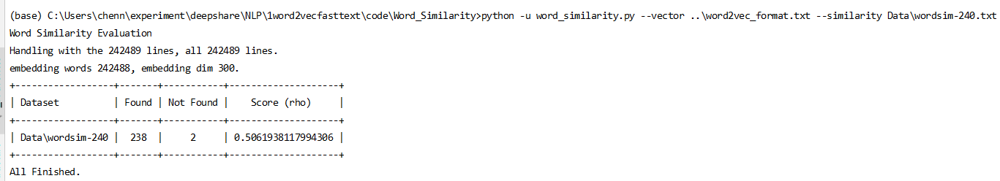 (base) C:\Users\chenn\experiment\deepshare\NLP\1word2vecfasttext\code\Word_Similarity>python -u word_similarity.py --vector ..\word2vec_format.txt --similarity Data\wordsim-240.txt
Word Similarity Evaluation
Handling with the 242489 lines, all 242489 lines.
embedding words 242488, embedding dim 300.
+-----------------+-------+-----------+--------------------+
| Dataset         | Found | Not Found |    Score (rho)     |
+-----------------+-------+-----------+--------------------+
| Data\wordsim-240 |  238  |     2     | 0.5061938117994306 |
+-----------------+-------+-----------+--------------------+
All Finished.